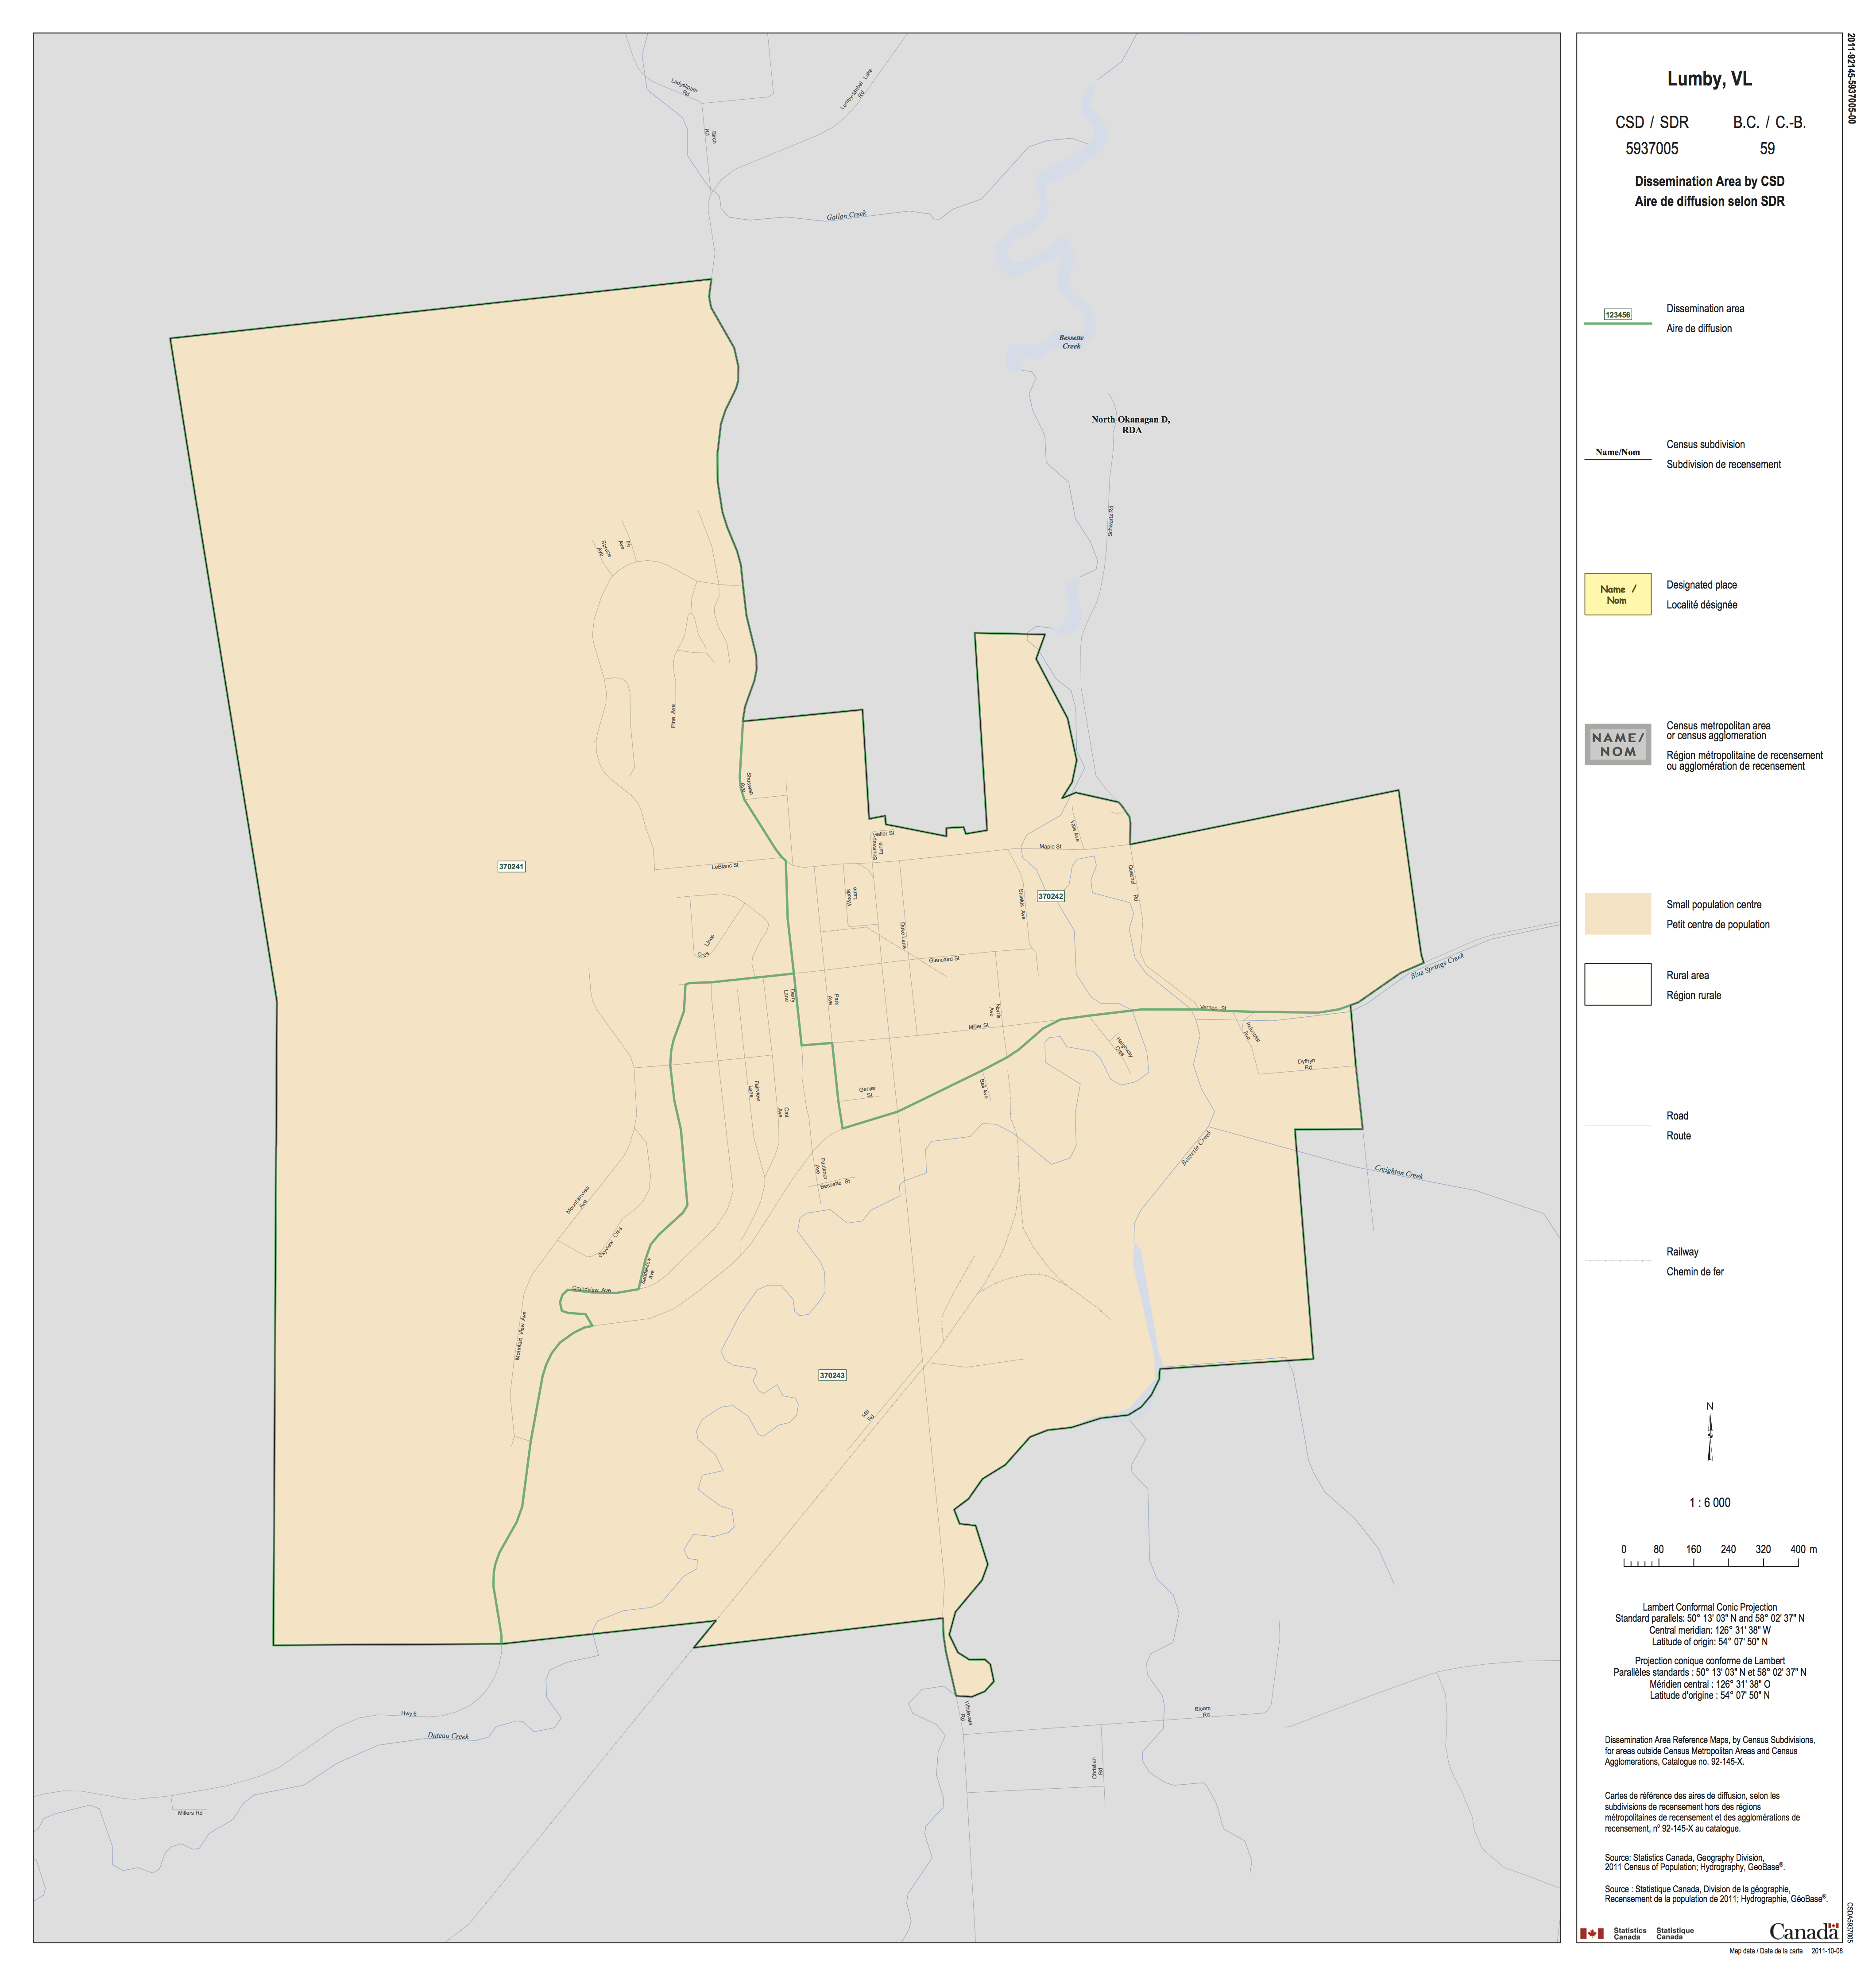 Ladyslipper
Rd
Lumby-Mabel Lake
Rd
Birch
Rd
Gallon Creek
Bessette
Creek
North Okanagan D,
RDA
Schwartz Rd
Spruce
Ave
Fir
Ave
Pine Ave
Shuswap
Ave
Heller St
Shuswap
Lane
Vale Ave
Maple St
LeBlanc St
370241
Quesnel
Rd
370242
Woods
Lane
Shields Ave
Duke Lane
Linea
Cres
Glencaird St
Blue Springs Creek
Derry
Lane
Park
Ave
Norris
Ave
Vernon St
Miller St
Industrial
Ave
Heighway
Cres
Dyffryn
Rd
Fairview
Lane
Catt
Ave
Genier
St
Bell Ave
Bessette Creek
Creighton Creek
Faulkner
Ave
Bessette St
Mountainview
Ave
Skyview Cres
Saddleview
Ave
Grandview Ave
Mountain View Ave
370243
Mill
Rd
Whitevale
Rd
Bloom
Rd
Hwy 6
Duteau Creek
Christian
Rd
Millers Rd
Lumby, VL
CSD / SDR B.C. / C.-B.
5937005 59
Dissemination Area by CSD
Aire de diffusion selon SDR
123456
Dissemination area
Aire de diffusion
Name/Nom
Census subdivision
Subdivision de recensement
Name /
Nom
Designated place
Localité désignée
NAME/
NOM
Census metropolitan area
or census agglomeration
Région métropolitaine de recensement
ou agglomération de recensement
Small population centre
Petit centre de population
Rural area
Région rurale
Road
Route
Railway
Chemin de fer
N
1 : 6 000
0 80 160 240 320 400 m
Lambert Conformal Conic Projection
Standard parallels: 50° 13' 03" N and 58° 02' 37" N
Central meridian: 126° 31' 38" W
Latitude of origin: 54° 07' 50" N
Projection conique conforme de Lambert
Parallèles standards : 50° 13' 03" N et 58° 02' 37" N
Méridien central : 126° 31' 38" O
Latitude d'origine : 54° 07' 50" N
Dissemination Area Reference Maps, by Census Subdivisions,
for areas outside Census Metropolitan Areas and Census
Agglomerations, Catalogue no. 92-145-X.
Cartes de référence des aires de diffusion, selon les
subdivisions de recensement hors des régions
métropolitaines de recensement et des agglomérations de
recensement, nº 92-145-X au catalogue.
Source: Statistics Canada, Geography Division,
2011 Census of Population; Hydrography, GeoBase®.
Source : Statistique Canada, Division de la géographie,
Recensement de la population de 2011; Hydrographie, GéoBase®.
Statistics Statistique
Canada Canada
Canada
Map date / Date de la carte 2011-10-08
2011-92145-5937005-00
CSDA5937005